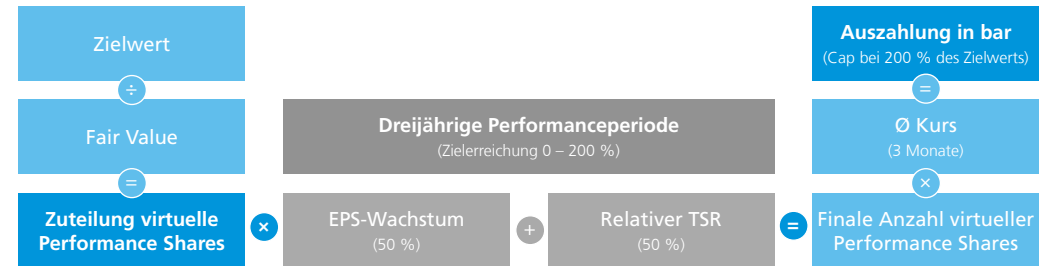 Zielwert
÷
Fair Value
=
Zuteilung virtuelle
Performance Shares
×
Dreijährige Performanceperiode
(Zielerreichung 0 – 200 %)
EPS-Wachstum
(50 %)
+
Relativer TSR
(50 %)
=
Auszahlung in bar
(Cap bei 200 % des Zielwerts)
=
Ø Kurs
(3 Monate)
×
Finale Anzahl virtueller
Performance Shares